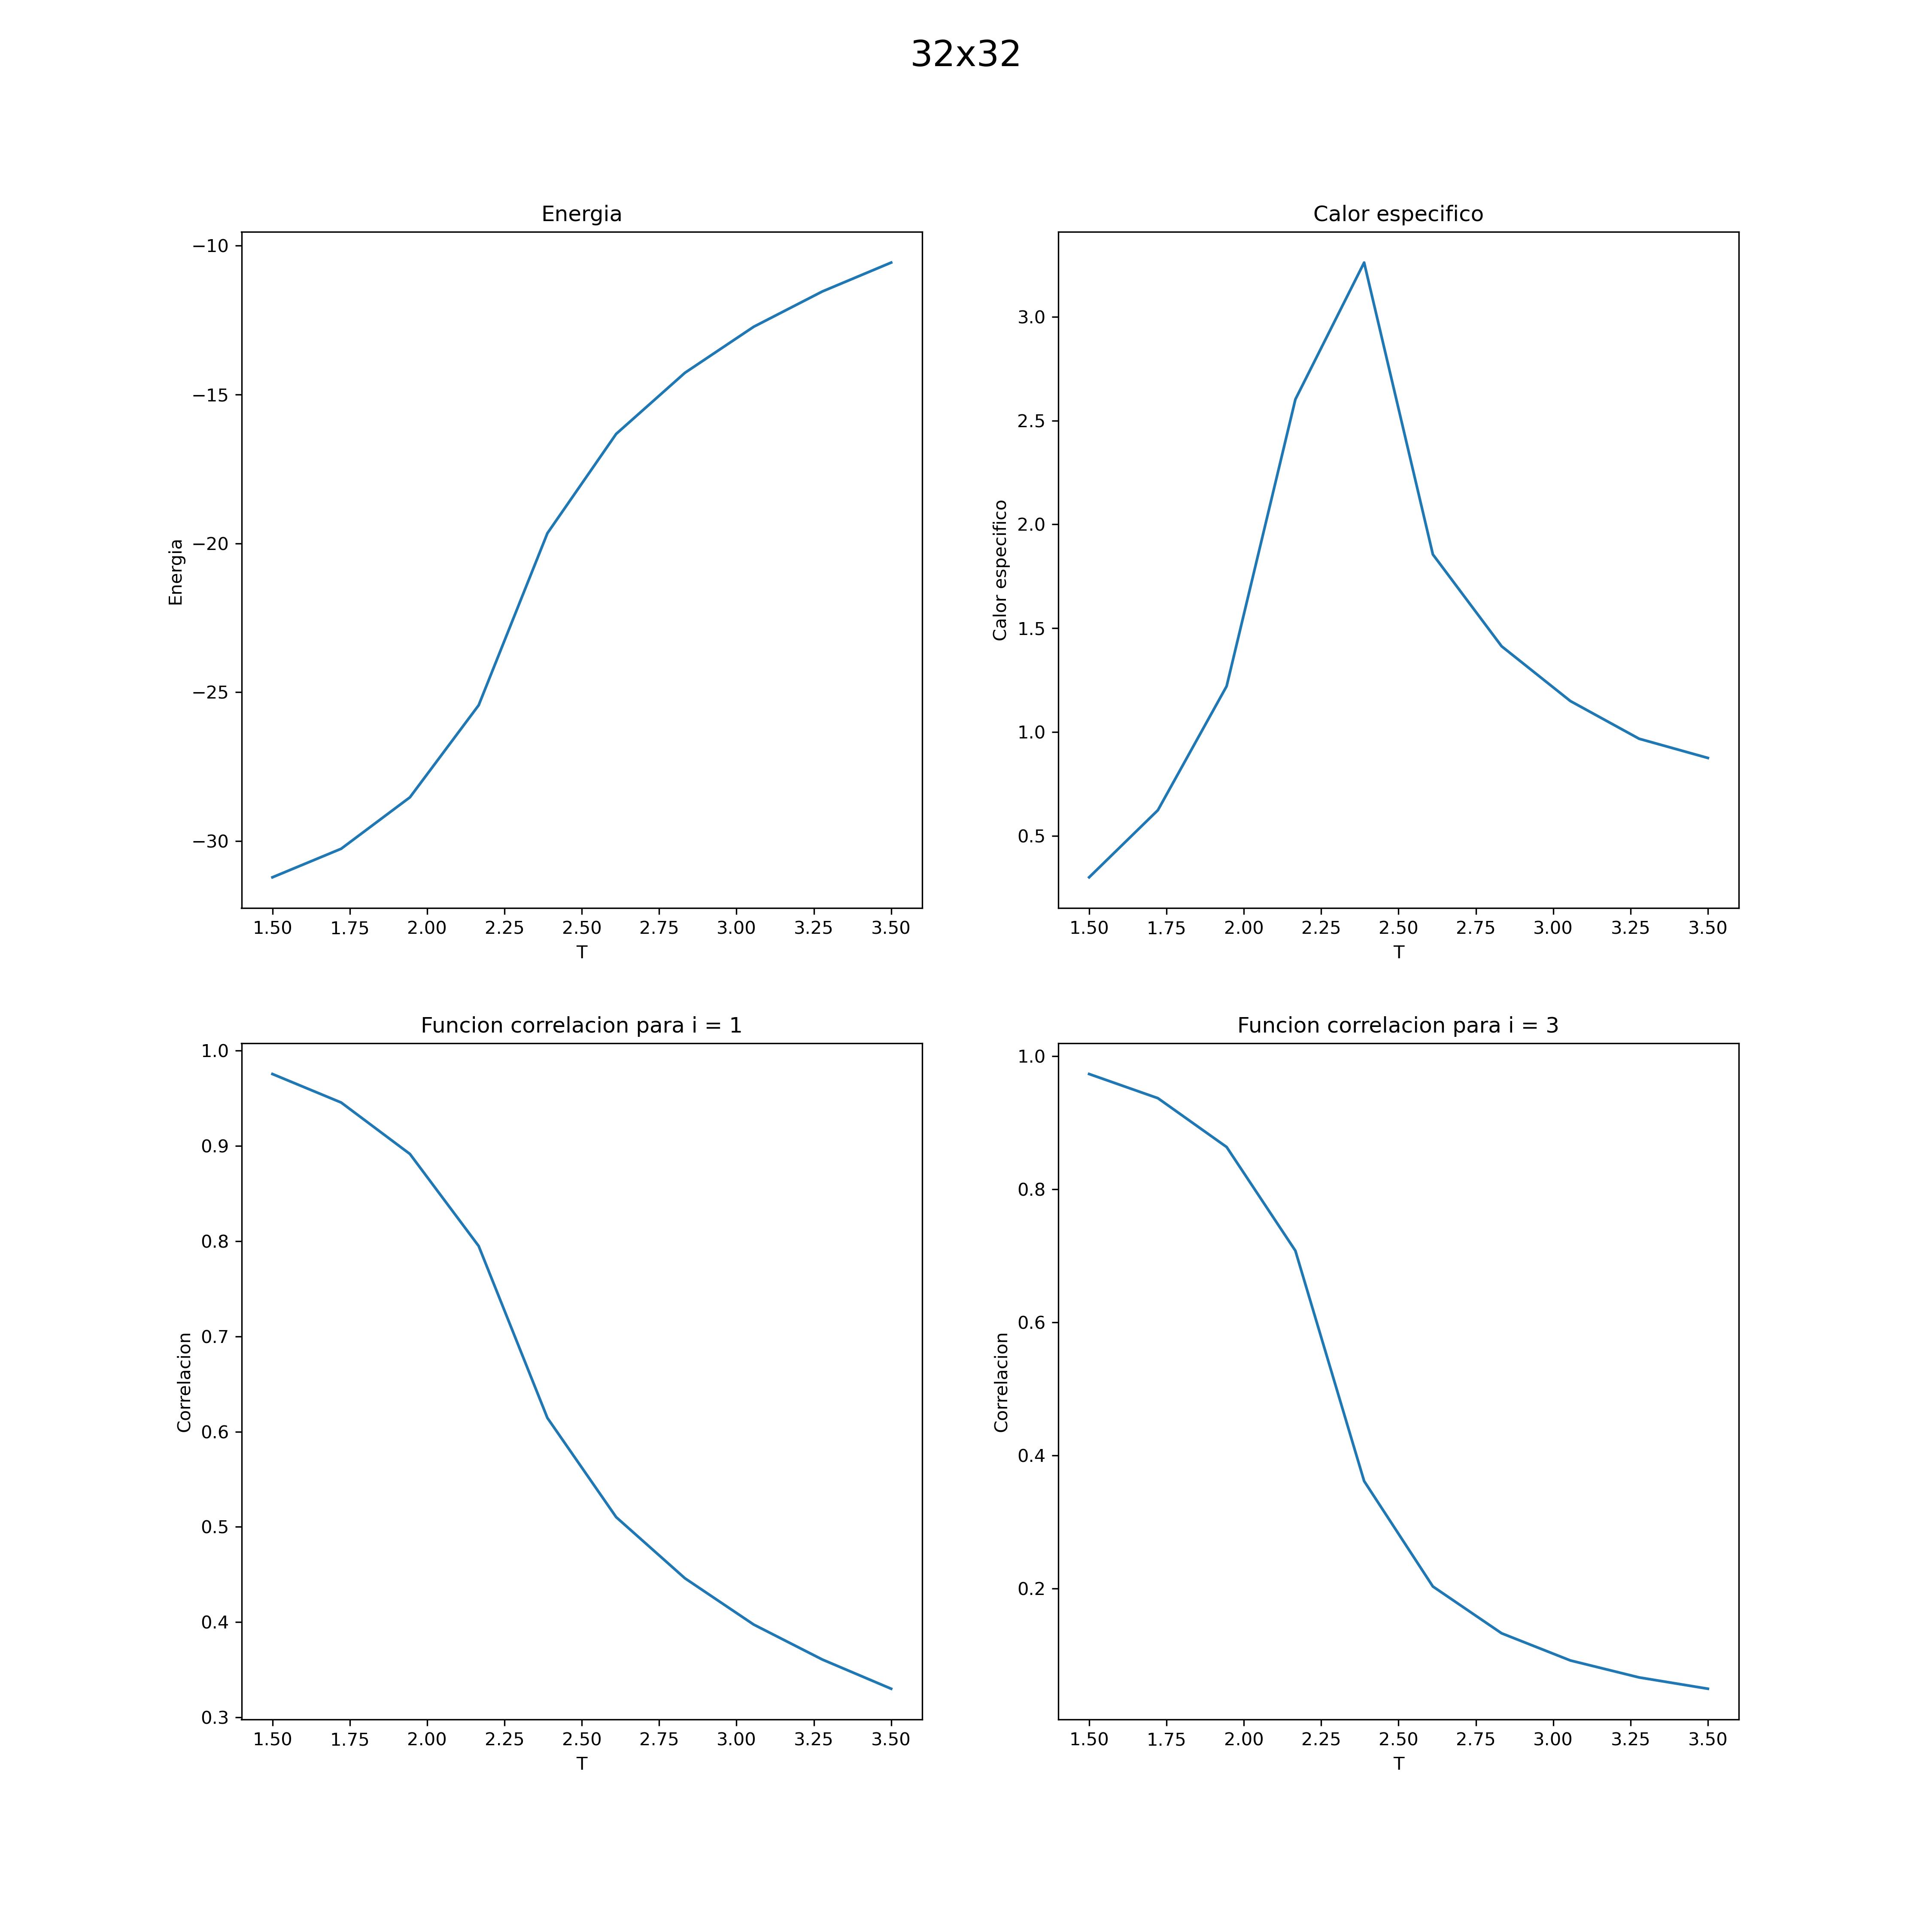 32x32
Energia
Energia
−10
−15
−20
−25
−30
1.50 1.75 2.00 2.25 2.50 2.75 3.00 3.25 3.50
T
Calor especifico
Calor especifico
3.0
2.5
2.0
1.5
1.0
0.5
1.50 1.75 2.00 2.25 2.50 2.75 3.00 3.25 3.50
T
Funcion correlacion para i = 1
Correlacion
1.0
0.9
0.8
0.7
0.6
0.5
0.4
0.3
1.50 1.75 2.00 2.25 2.50 2.75 3.00 3.25 3.50
T
Funcion correlacion para i = 3
Correlacion
1.0
0.8
0.6
0.4
0.2
1.50 1.75 2.00 2.25 2.50 2.75 3.00 3.25 3.50
T